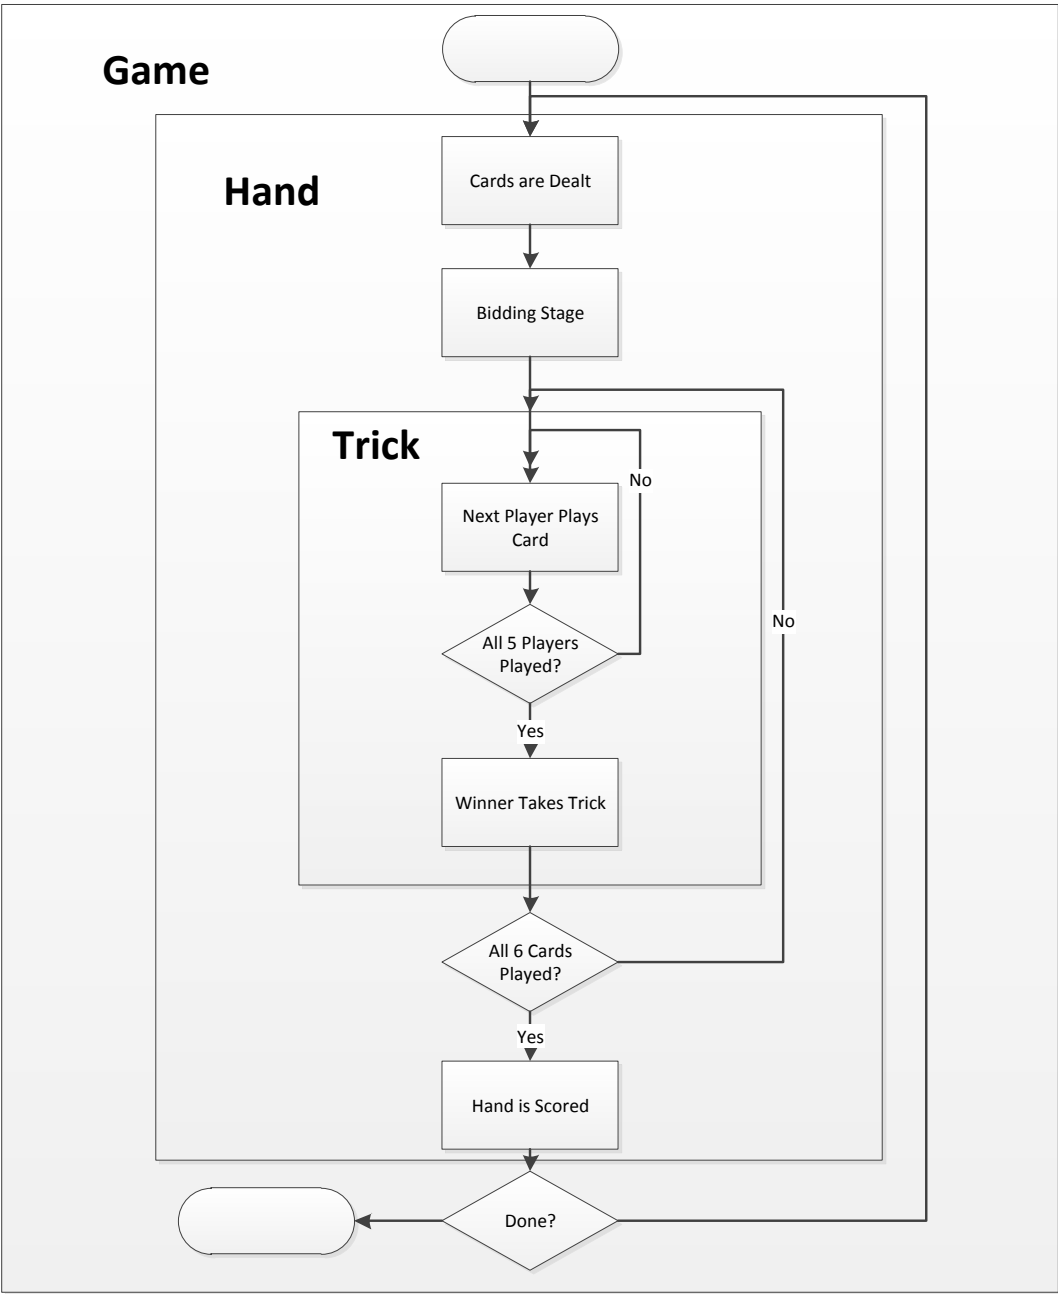 Game
Hand
Cards are Dealt
Bidding Stage
Trick
No
Next Player Plays
Card
All 5 Players
Played?
No
Yes
Winner Takes Trick
All 6 Cards
Played?
Yes
Hand is Scored
Done?